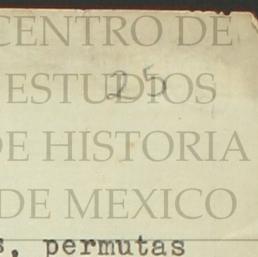 CENTRO DE
ESTUDIOS
25
DE HISTORIA
DE MEXICO
s, permutas